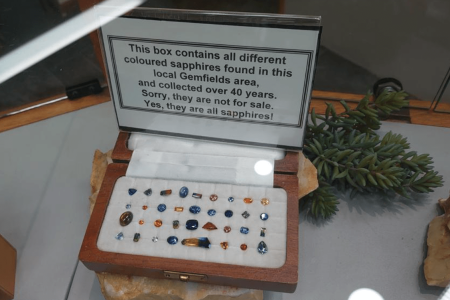 This box contains all different
coloured sapphires found in this
local Gemfields area,
and collected over 40 years.
Sorry, they are not for sale.
Yes, they are all sapphires!